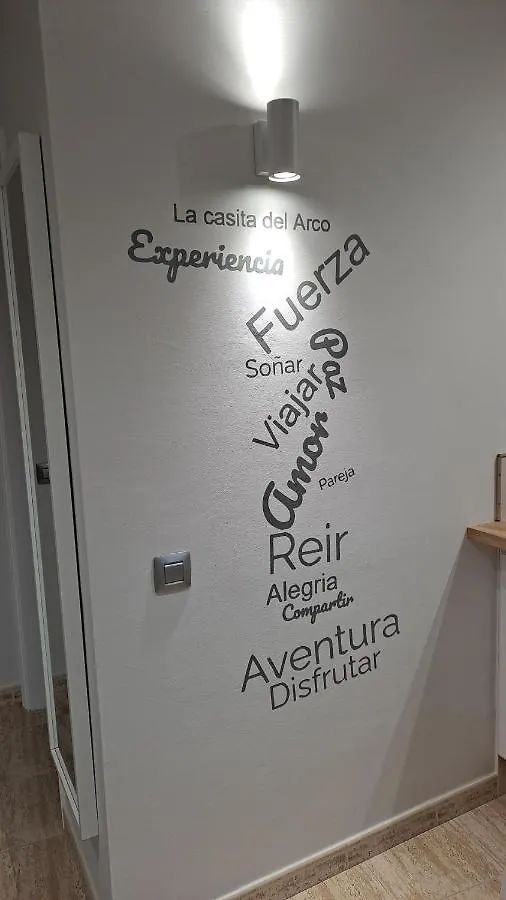 La casita del Arco
Experiencia
Fuerza
Paz
Soñar
Viajar
Amor
Pareja
Reir
Alegria
Compartir
Aventura
Disfrutar